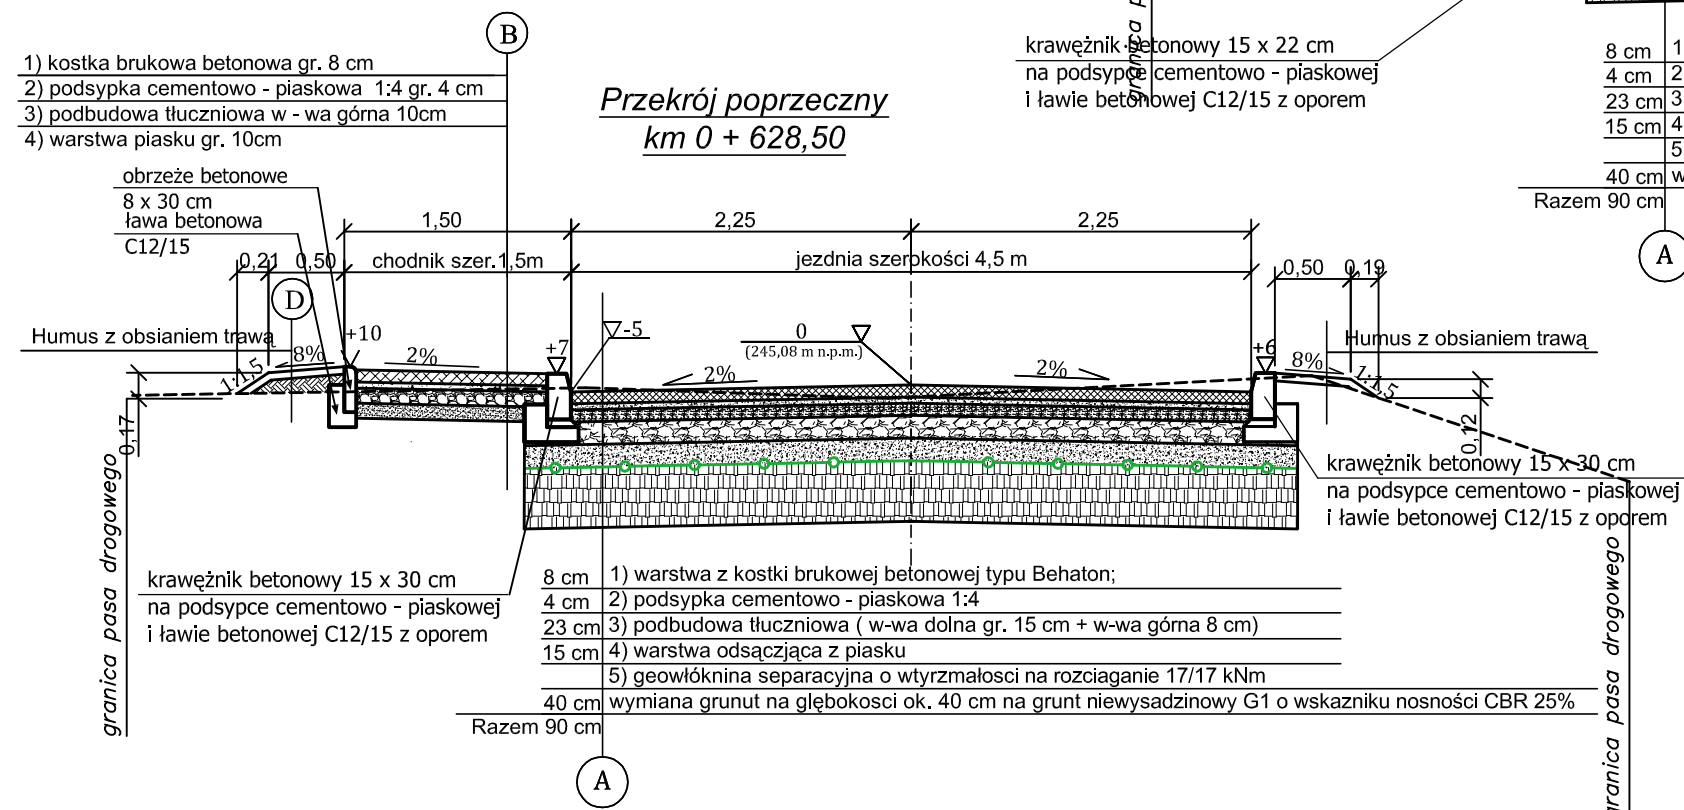 B
1) kostka brukowa betonowa gr. 8 cm
2) podsypka cementowo - piaskowa 1:4 gr. 4 cm
3) podbudowa tłuczniowa w - wa górna 10cm
4) warstwa piasku gr. 10cm
Przekrój poprzeczny
km 0 + 628,50
granica p
krawężnik betonowy 15 x 22 cm
na podsypce cementowo - piaskowej
i ławie betonowej C12/15 z oporem
8 cm 1
4 cm 2
23 cm 3
15 cm 4
5
40 cm w
Razem 90 cm
A
obrzeże betonowe
8 x 30 cm
ława betonowa
C12/15
1,50
2,25
2,25
0,21
0,50
chodnik szer.1,5m
jezdnia szerokości 4,5 m
0,50
0,19
D
Humus z obsianiem trawą
+10
+7
-5
0
(245,08 m n.p.m.)
+6
Humus z obsianiem trawą
1:1,5
8%
2%
2%
2%
8%
1:1,5
0,17
0,12
granica pasa drogowego
krawężnik betonowy 15 x 30 cm
na podsypce cementowo - piaskowej
i ławie betonowej C12/15 z oporem
krawężnik betonowy 15 x 30 cm
na podsypce cementowo - piaskowej
i ławie betonowej C12/15 z oporem
8 cm 1) warstwa z kostki brukowej betonowej typu Behaton;
4 cm 2) podsypka cementowo - piaskowa 1:4
23 cm 3) podbudowa tłuczniowa ( w-wa dolna gr. 15 cm + w-wa górna 8 cm)
15 cm 4) warstwa odsączjąca z piasku
5) geowłóknina separacyjna o wtyrzmałosci na rozciaganie 17/17 kNm
40 cm wymiana grunut na głębokosci ok. 40 cm na grunt niewysadzinowy G1 o wskazniku nosności CBR 25%
Razem 90 cm
A
granica pasa drogowego